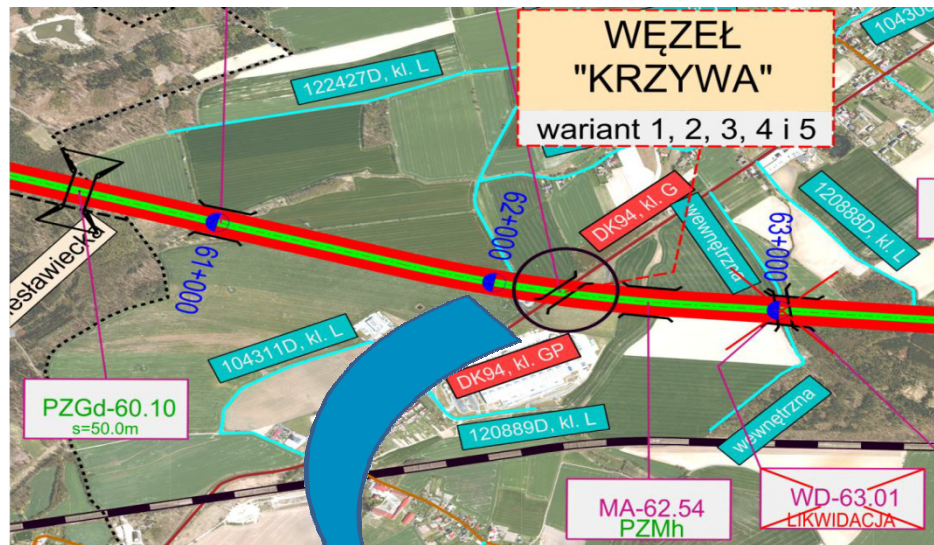 WĘZEŁ
"KRZYWA"
wariant 1, 2, 3, 4 i 5
122427D, kl. L
DK94, kl. G
wewnętrzna
120888D, kl. L
61+000
62+000
63+000
104311D, kl. L
DK94, kl. GP
120889D, kl. L
wewnętrzna
PZGd-60.10
s=50.0m
MA-62.54
PZMh
WD-63.01
LIKWIDACJA